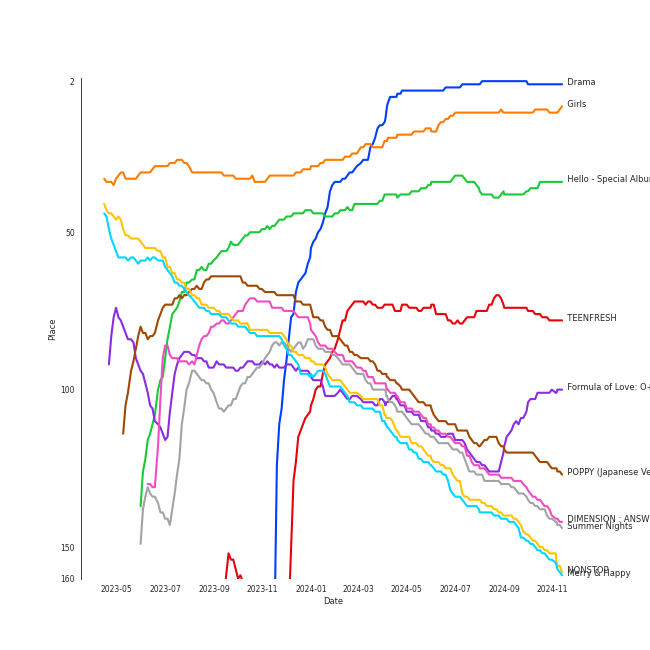 2
Drama
Girls
Hello - Special Albu
50
Place
TEENFRESH
100
Formula of Love: O+
POPPY (Japanese Ve
DIMENSION : ANSW
Summer Nights
150
NONSTOP
Merry & Happy
160
2023-05 2023-07 2023-09 2023-11 2024-01 2024-03 2024-05 2024-07 2024-09 2024-11
Date